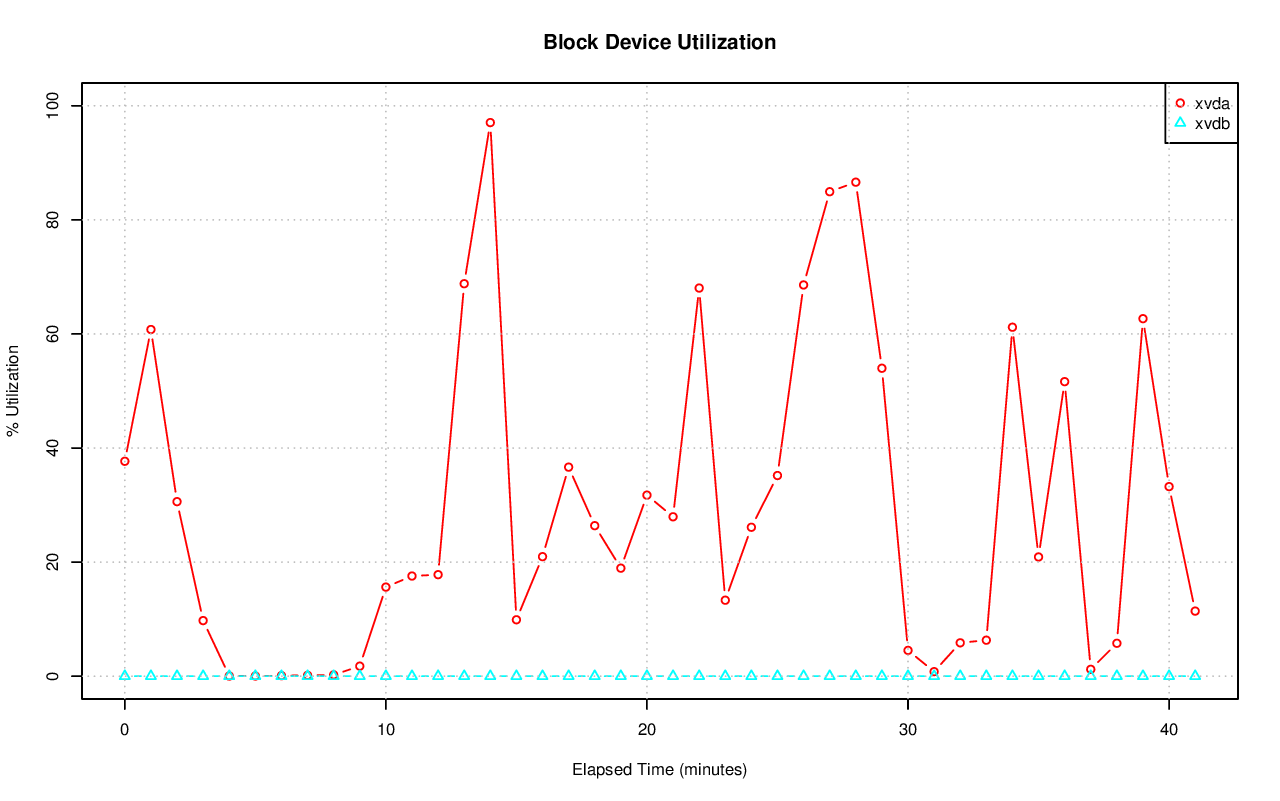 Block Device Utilization
xvda
xvdb
% Utilization
100
80
60
40
20
0
0 10 20 30 40
Elapsed Time (minutes)